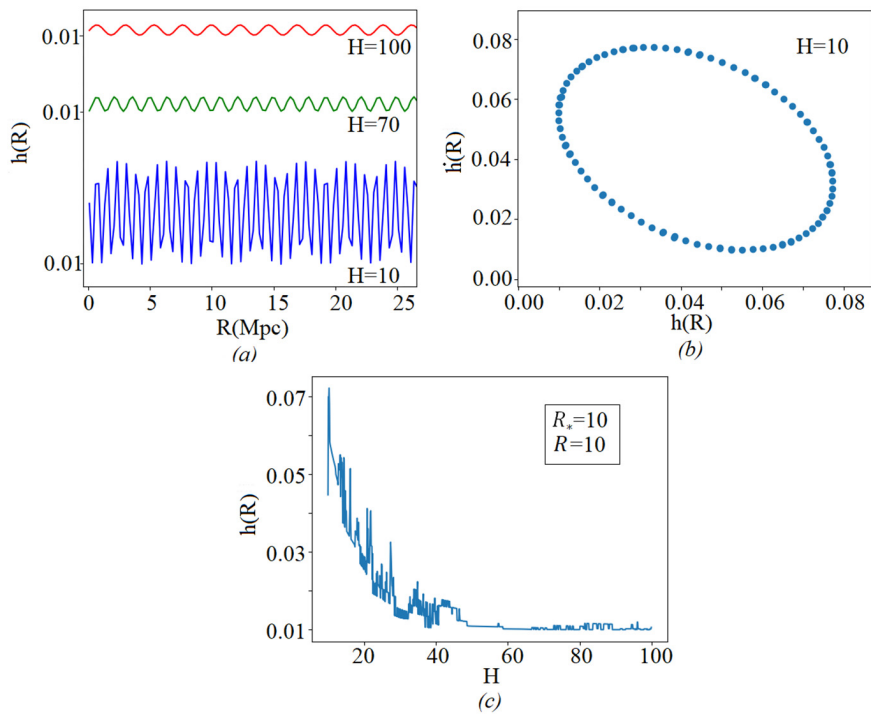 0.01
H=100
0.01
H=70
h(R)
0.01
H=10
0 5 10 15 20 25
R(Mpc)
(a)
0.08
H=10
0.06
ḣ(R)
0.04
0.02
0.00
0.00 0.02 0.04 0.06 0.08
h(R)
(b)
0.07
R*=10
R=10
0.05
h(R)
0.03
0.01
20 40 60 80 100
H
(c)